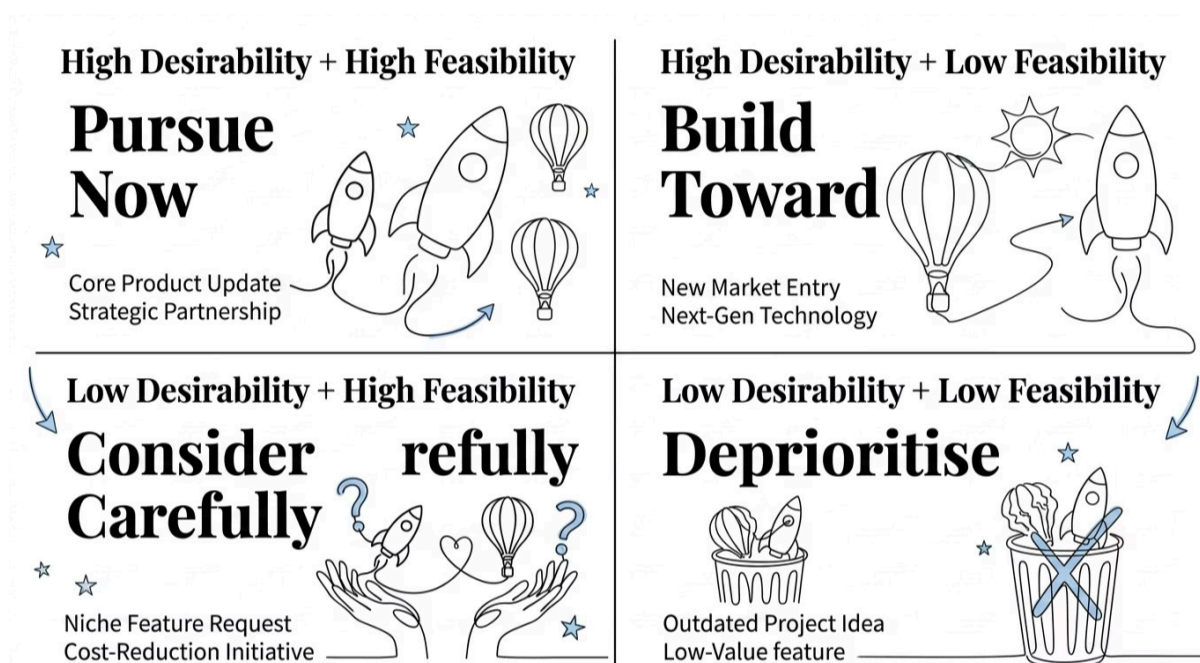 High Desirability + High Feasibility
Pursue
Now
Core Product Update
Strategic Partnership
High Desirability + Low Feasibility
Build
Toward
New Market Entry
Next-Gen Technology
Low Desirability + High Feasibility
Consider refully
Carefully
Niche Feature Request
Cost-Reduction Initiative
Low Desirability + Low Feasibility
Deprioritise
Outdated Project Idea
Low-Value feature